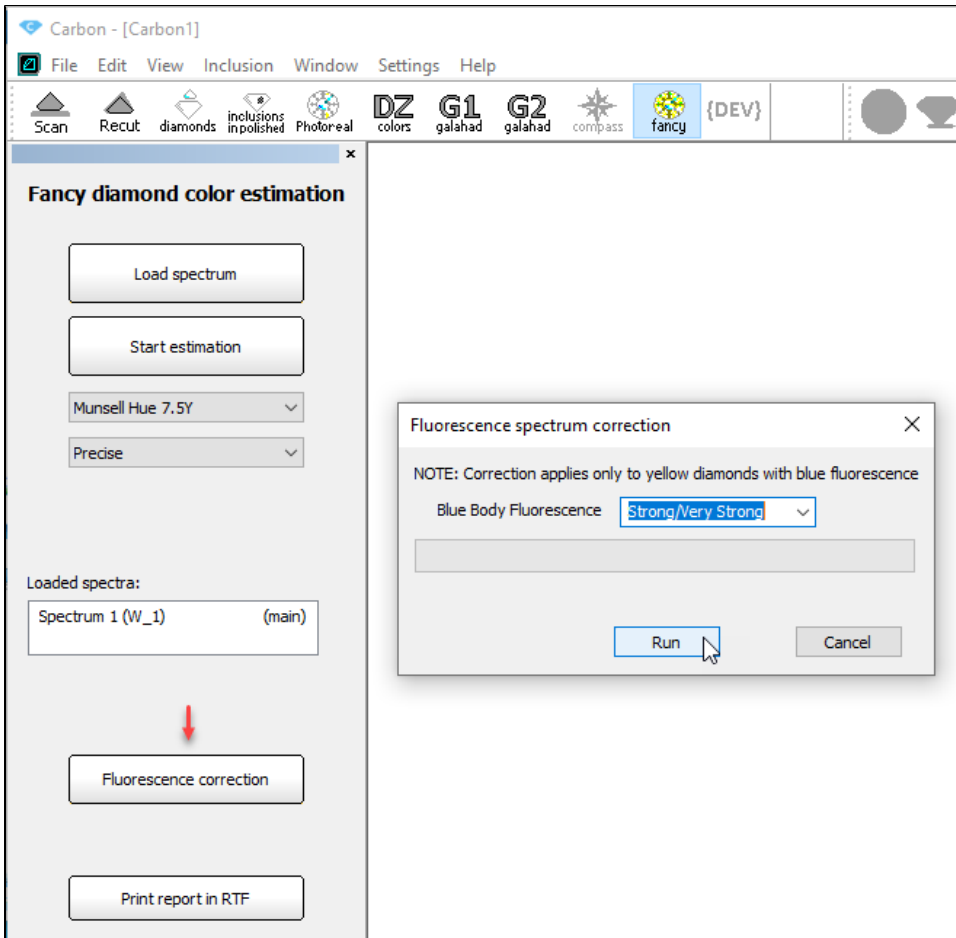 Carbon - [Carbon1]
File Edit View Inclusion Window Settings Help
Scan Recut diamonds inclusions in polished Photoreal DZ colors G1 galahad G2 galahad compass fancy {DEV}
Fancy diamond color estimation
Load spectrum
Start estimation
Munsell Hue 7.5Y
Precise
Loaded spectra:
Spectrum 1 (W_1) (main)
Fluorescence correction
Print report in RTF
Fluorescence spectrum correction
NOTE: Correction applies only to yellow diamonds with blue fluorescence
Blue Body Fluorescence Strong/Very Strong
Run Cancel